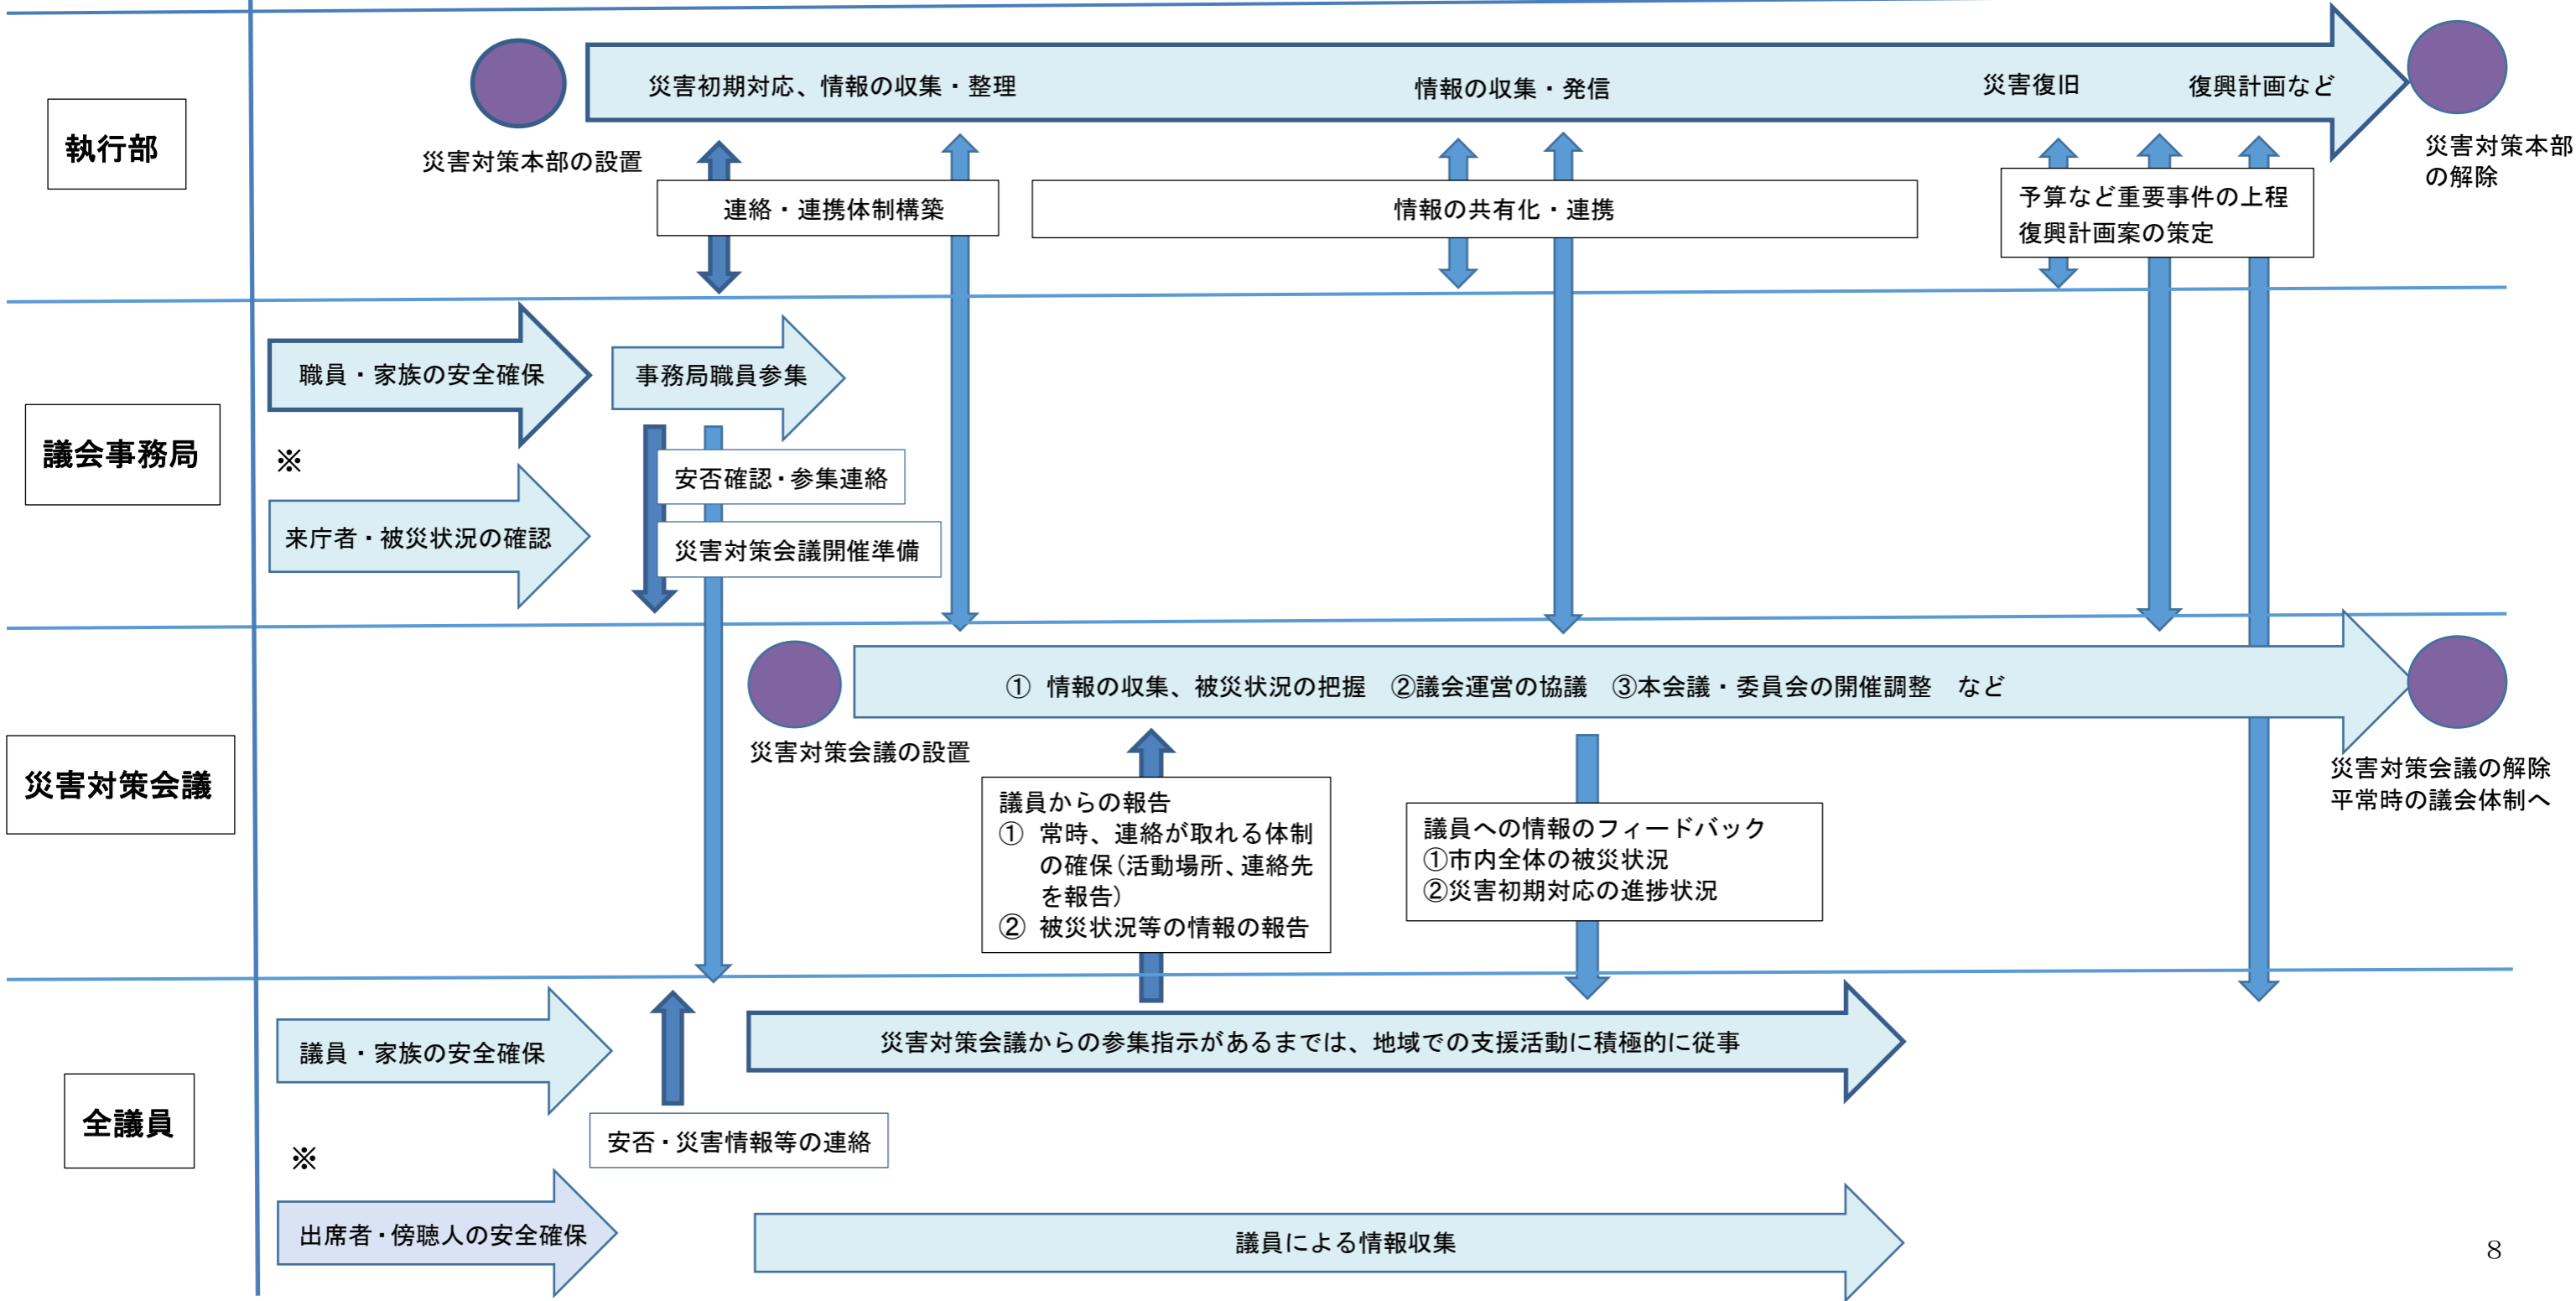 執行部
災害初期対応、情報の収集・整理
情報の収集・発信
災害復旧
復興計画など
災害対策本部の設置
災害対策本部
の解除
連絡・連携体制構築
情報の共有化・連携
予算など重要事件の上程
復興計画案の策定
議会事務局
職員・家族の安全確保
事務局職員参集
※
来庁者・被災状況の確認
安否確認・参集連絡
災害対策会議開催準備
災害対策会議
① 情報の収集、被災状況の把握 ②議会運営の協議 ③本会議・委員会の開催調整 など
災害対策会議の設置
災害対策会議の解除
平常時の議会体制へ
議員からの報告
① 常時、連絡が取れる体制
の確保(活動場所、連絡先
を報告)
② 被災状況等の情報の報告
議員への情報のフィードバック
①市内全体の被災状況
②災害初期対応の進捗状況
全議員
議員・家族の安全確保
災害対策会議からの参集指示があるまでは、地域での支援活動に積極的に従事
安否・災害情報等の連絡
※
出席者・傍聴人の安全確保
議員による情報収集
8